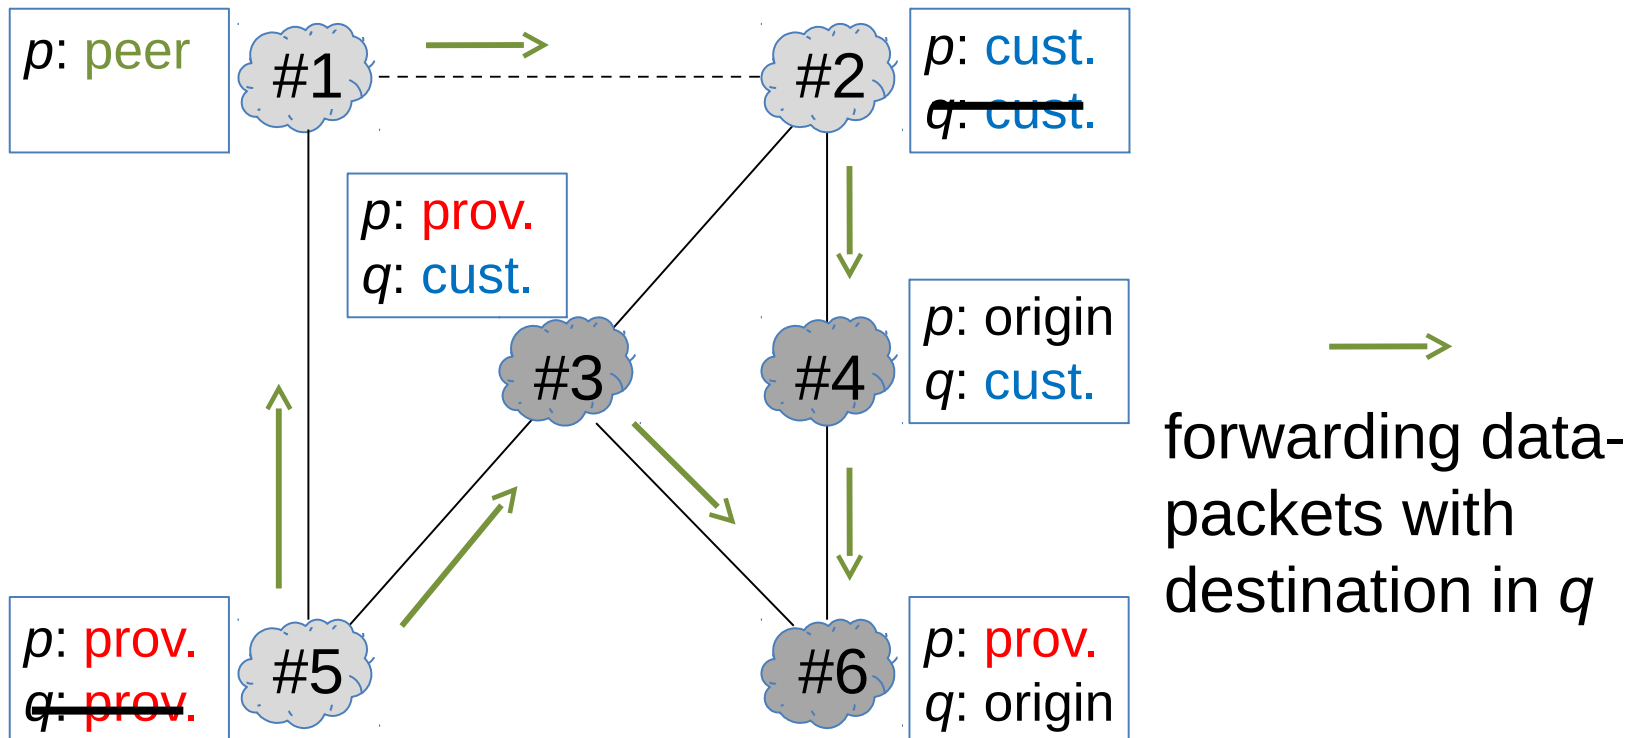 p: peer
#1
#2
p: cust.
q: cust.
p: prov.
q: cust.
#3
#4
p: origin
q: cust.
forwarding data-
packets with
destination in q
p: prov.
q: prov.
#5
#6
p: prov.
q: origin